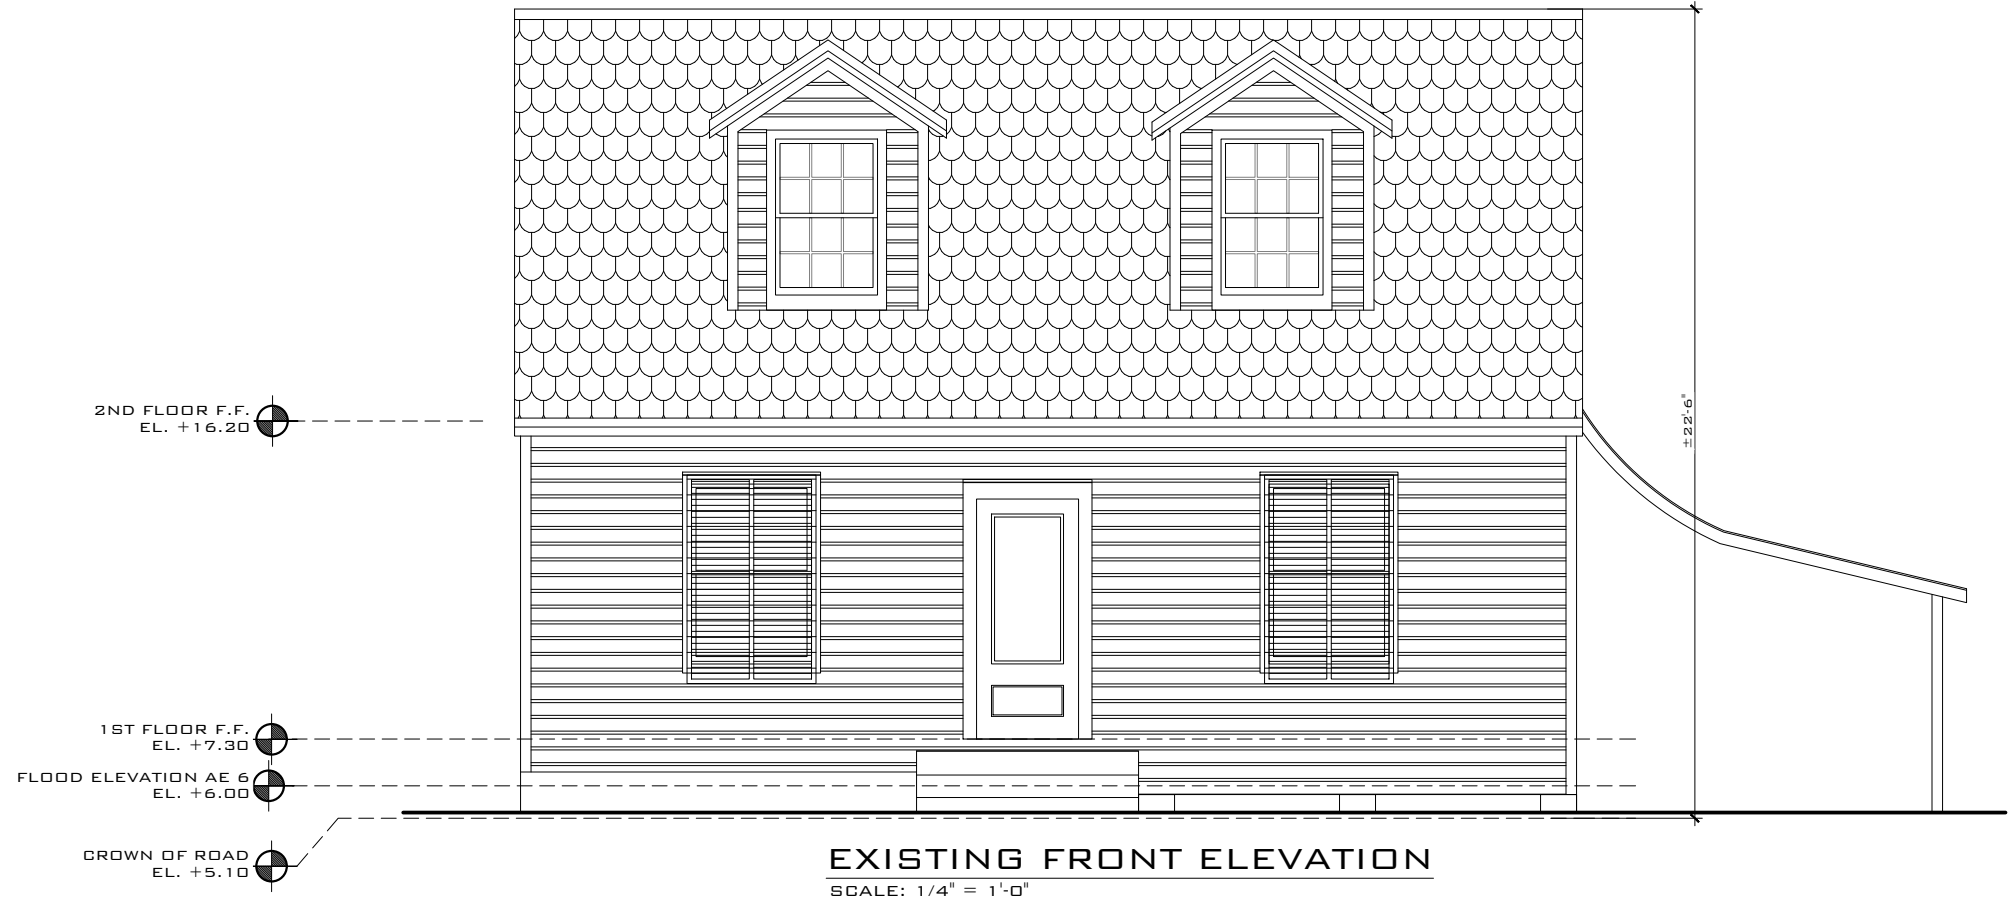 ±22'-6"
2ND FLOOR F.F.
EL. +16.20
1ST FLOOR F.F.
EL. +7.30
FLOOD ELEVATION AE 6
EL. +6.00
CROWN OF ROAD
EL. +5.10
EXISTING FRONT ELEVATION
SCALE: 1/4" = 1'-0"